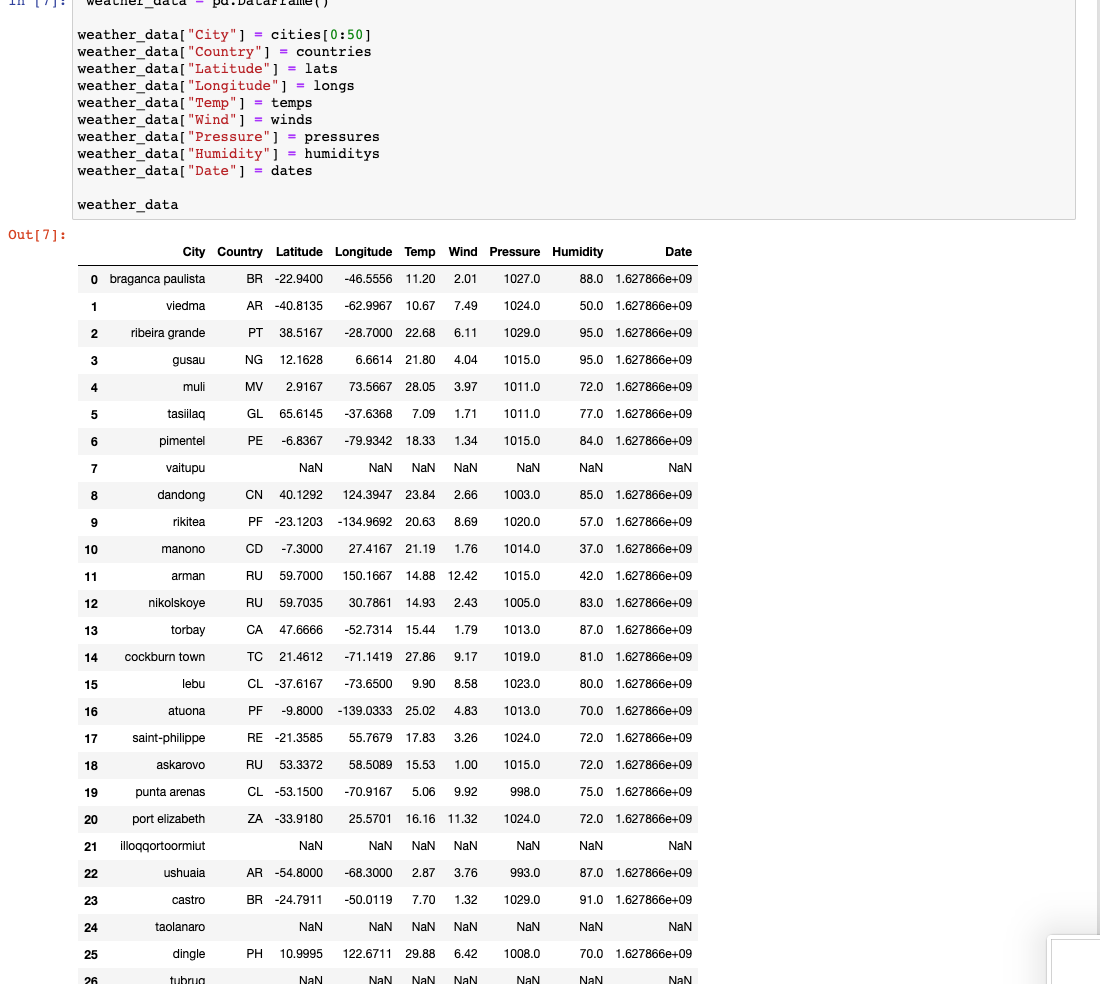 In [7]: weather_data = pd.DataFrame()
weather_data["City"] = cities[0:50]
weather_data["Country"] = countries
weather_data["Latitude"] = lats
weather_data["Longitude"] = longs
weather_data["Temp"] = temps
weather_data["Wind"] = winds
weather_data["Pressure"] = pressures
weather_data["Humidity"] = humiditys
weather_data["Date"] = dates
weather_data
Out[7]:
City Country Latitude Longitude Temp Wind Pressure Humidity Date
0 braganca paulista BR -22.9400 -46.5556 11.20 2.01 1027.0 88.0 1.627866e+09
1 viedma AR -40.8135 -62.9967 10.67 7.49 1024.0 50.0 1.627866e+09
2 ribeira grande PT 38.5167 -28.7000 22.68 6.11 1029.0 95.0 1.627866e+09
3 gusau NG 12.1628 6.6614 21.80 4.04 1015.0 95.0 1.627866e+09
4 muli MV 2.9167 73.5667 28.05 3.97 1011.0 72.0 1.627866e+09
5 tasiilaq GL 65.6145 -37.6368 7.09 1.71 1011.0 77.0 1.627866e+09
6 pimentel PE -6.8367 -79.9342 18.33 1.34 1015.0 84.0 1.627866e+09
7 vaitupu NaN NaN NaN NaN NaN NaN NaN
8 dandong CN 40.1292 124.3947 23.84 2.66 1003.0 85.0 1.627866e+09
9 rikitea PF -23.1203 -134.9692 20.63 8.69 1020.0 57.0 1.627866e+09
10 manono CD -7.3000 27.4167 21.19 1.76 1014.0 37.0 1.627866e+09
11 arman RU 59.7000 150.1667 14.88 12.42 1015.0 42.0 1.627866e+09
12 nikolskoye RU 59.7035 30.7861 14.93 2.43 1005.0 83.0 1.627866e+09
13 torbay CA 47.6666 -52.7314 15.44 1.79 1013.0 87.0 1.627866e+09
14 cockburn town TC 21.4612 -71.1419 27.86 9.17 1019.0 81.0 1.627866e+09
15 lebu CL -37.6167 -73.6500 9.90 8.58 1023.0 80.0 1.627866e+09
16 atuona PF -9.8000 -139.0333 25.02 4.83 1013.0 70.0 1.627866e+09
17 saint-philippe RE -21.3585 55.7679 17.83 3.26 1024.0 72.0 1.627866e+09
18 askarovo RU 53.3372 58.5089 15.53 1.00 1015.0 72.0 1.627866e+09
19 punta arenas CL -53.1500 -70.9167 5.06 9.92 998.0 75.0 1.627866e+09
20 port elizabeth ZA -33.9180 25.5701 16.16 11.32 1024.0 72.0 1.627866e+09
21 illoqqortoormiut NaN NaN NaN NaN NaN NaN NaN
22 ushuaia AR -54.8000 -68.3000 2.87 3.76 993.0 87.0 1.627866e+09
23 castro BR -24.7911 -50.0119 7.70 1.32 1029.0 91.0 1.627866e+09
24 taolanaro NaN NaN NaN NaN NaN NaN NaN
25 dingle PH 10.9995 122.6711 29.88 6.42 1008.0 70.0 1.627866e+09
26 tubruq NaN NaN NaN NaN NaN NaN NaN